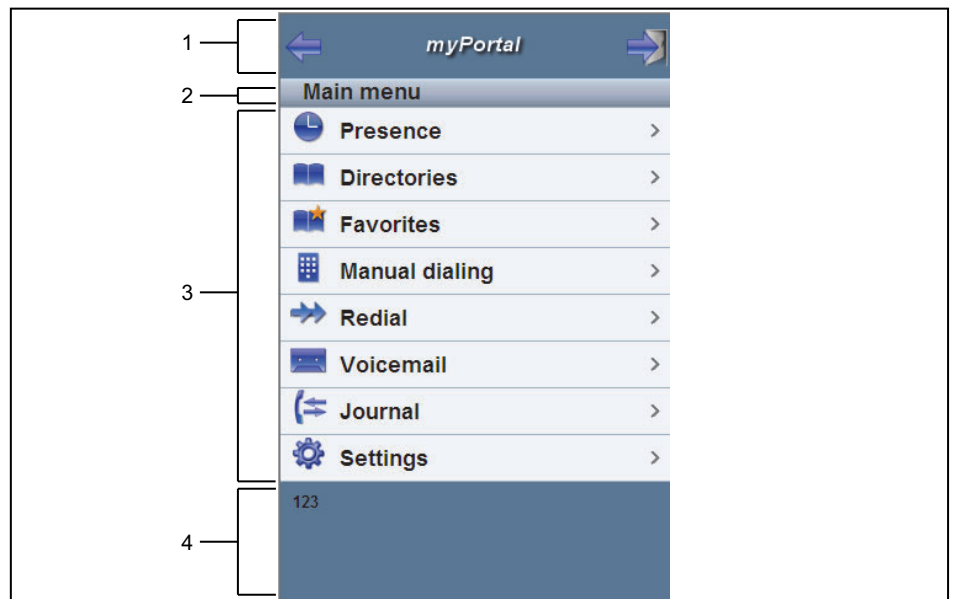 1
myPortal
2
Main menu
3
Presence
Directories
Favorites
Manual dialing
Redial
Voicemail
Journal
Settings
4
123